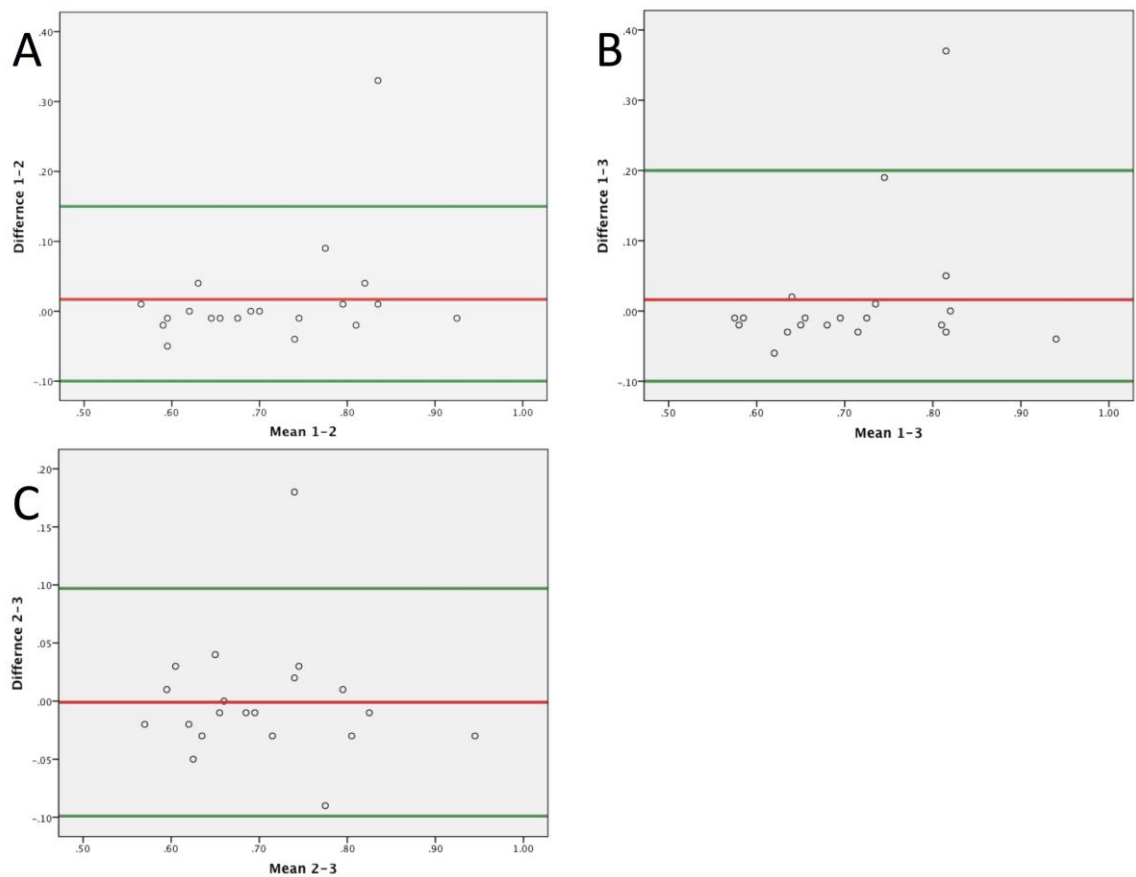 A
Differnce 1-2
.40
.30
.20
.10
.00
-.10
.50 .60 .70 .80 .90 1.00
Mean 1-2
B
Differnce 1-3
.40
.30
.20
.10
.00
-.10
.50 .60 .70 .80 .90 1.00
Mean 1-3
C
Differnce 2-3
.20
.15
.10
.05
.00
-.05
-.10
.50 .60 .70 .80 .90 1.00
Mean 2-3